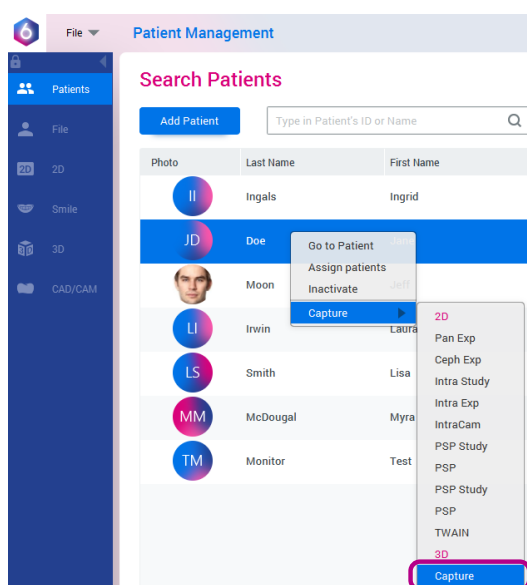 6 File Patient Management
Patients
File
2D 2D
Smile
3D
CAD/CAM
Search Patients
Add Patient Type in Patient's ID or Name
Photo Last Name First Name
II Ingals Ingrid
JD Doe Jane
Moon Jeff
LI Irwin Laura
LS Smith Lisa
MM McDougal Myra
TM Monitor Test
Go to Patient
Assign patients
Inactivate
Capture
2D
Pan Exp
Ceph Exp
Intra Study
Intra Exp
IntraCam
PSP Study
PSP
PSP Study
PSP
TWAIN
3D
Capture